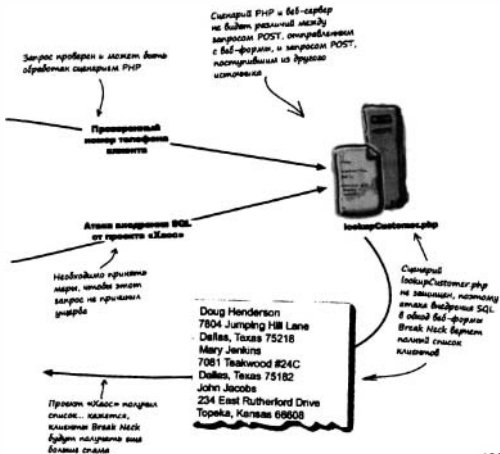 Сценарий PHP и веб-сервер
не видят различий между
запросом POST, отправленным
с веб-формы, и запросом POST,
поступившим из другого
источника
Запрос проверен и может быть
обработан сценарием PHP
Проверенный
номер телефона
клиента
Атака внедрения SQL
от проекта «Хаос»
lookupCustomer.php
Необходимо принять
меры, чтобы этот
запрос не причинил
ущерба
Сценарий
lookupCustomer.php
не защищен, поэтому
атака внедрения SQL
в обход веб-формы
Break Neck вернет
полный список
клиентов
Doug Henderson
7804 Jumping Hill Lane
Dallas, Texas 75218
Mary Jenkins
7081 Teakwood #24C
Dallas, Texas 75182
John Jacobs
234 East Rutherford Drive
Topeka, Kansas 66608
Проект «Хаос» получил
список... кажется,
клиенты Break Neck
будут получать еще
больше спама